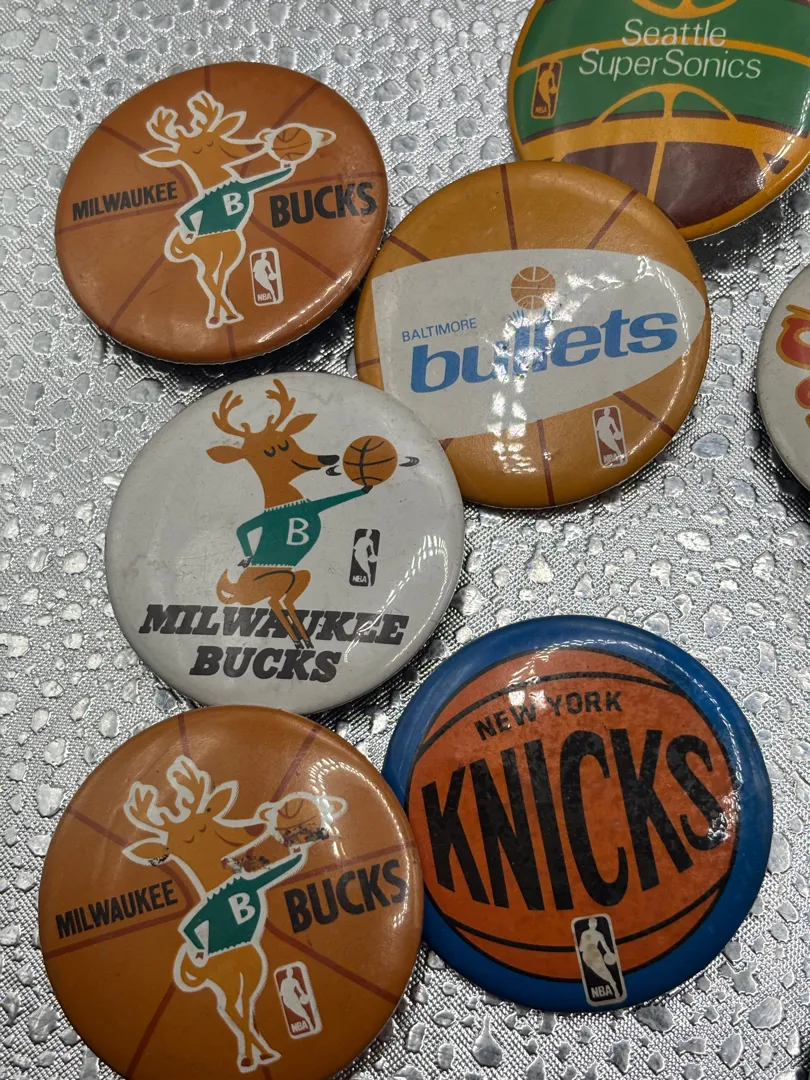 Seattle
SuperSonics
NBA
MILWAUKEE BUCKS
B
NBA
BALTIMORE
bullets
NBA
B
NBA
MILWAUKEE
BUCKS
NEW YORK
KNICKS
NBA
MILWAUKEE BUCKS
B
NBA